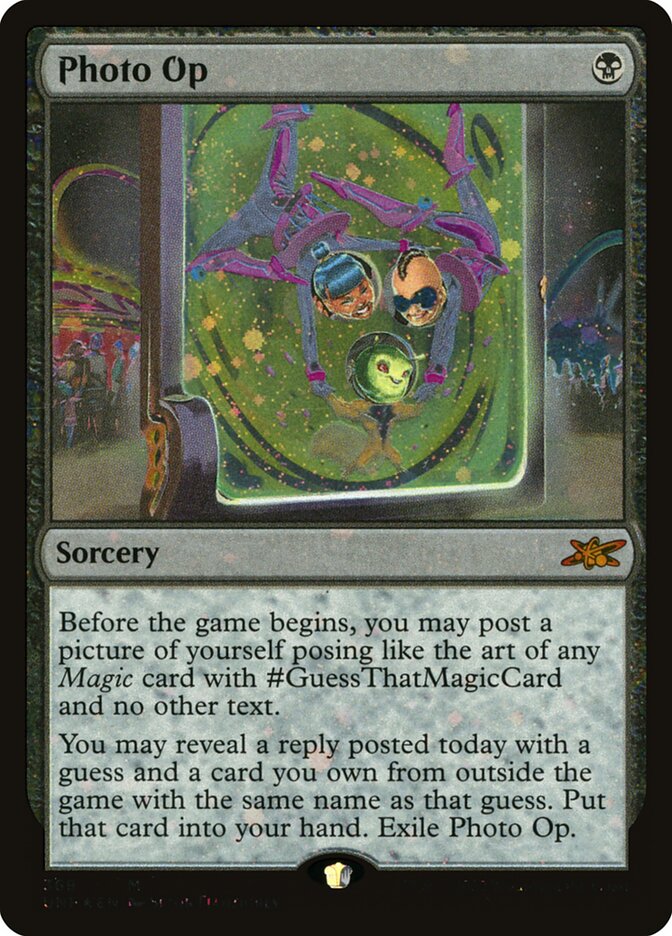 Photo Op
Sorcery
Before the game begins, you may post a
picture of yourself posing like the art of any
Magic card with #GuessThatMagicCard
and no other text.
You may reveal a reply posted today with a
guess and a card you own from outside the
game with the same name as that guess. Put
that card into your hand. Exile Photo Op.